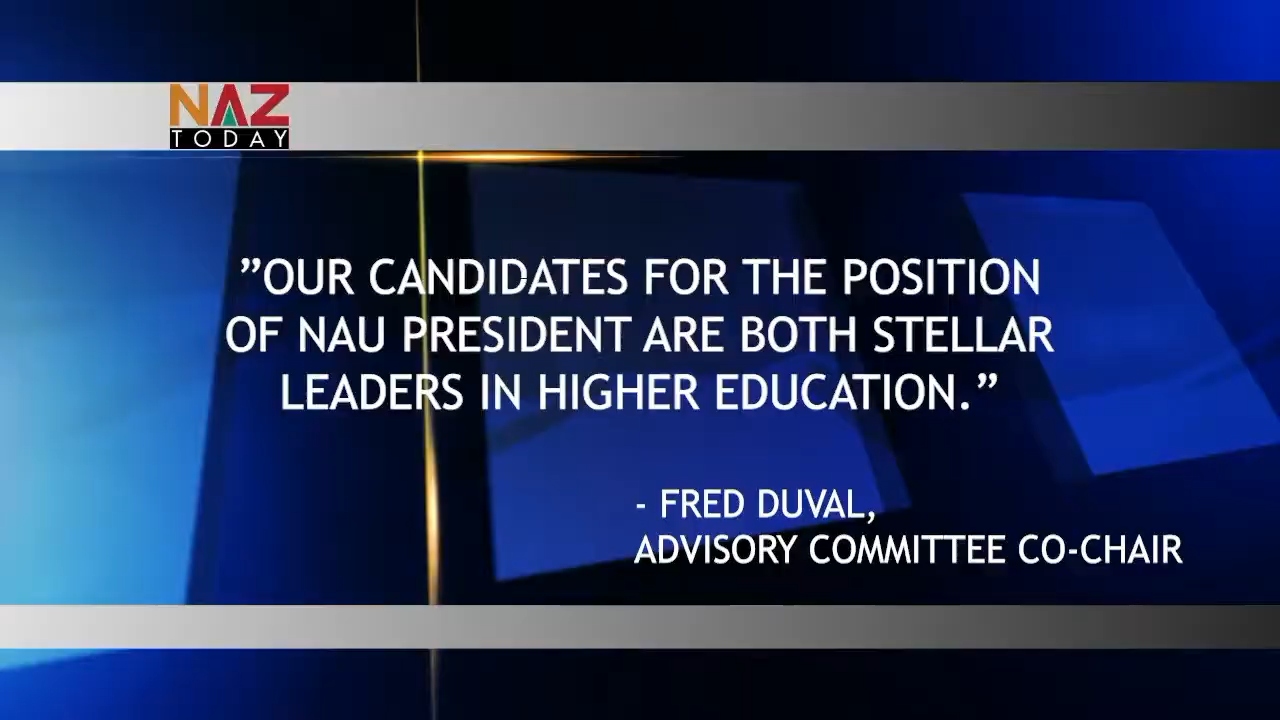 NAZ
TODAY
”OUR CANDIDATES FOR THE POSITION
OF NAU PRESIDENT ARE BOTH STELLAR
LEADERS IN HIGHER EDUCATION.”
- FRED DUVAL,
ADVISORY COMMITTEE CO-CHAIR